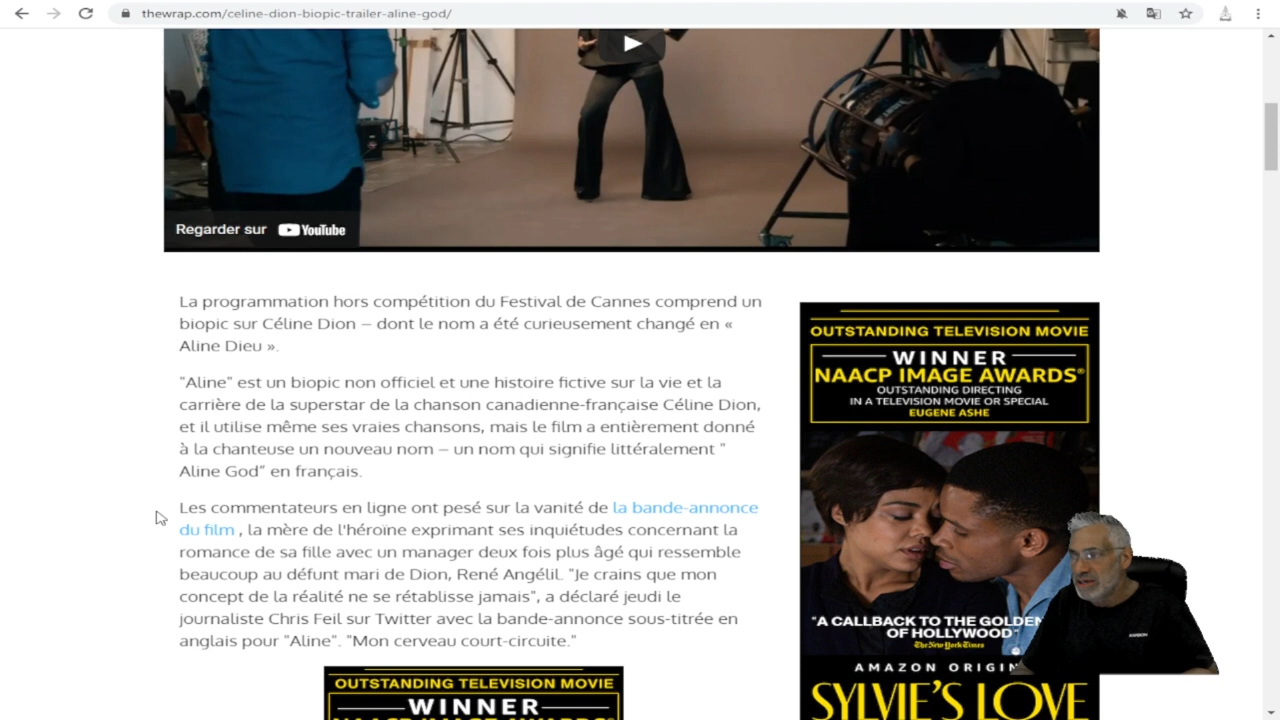 thewrap.com/celine-dion-biopic-trailer-aline-god/
Regarder sur YouTube
La programmation hors compétition du Festival de Cannes comprend un
biopic sur Céline Dion – dont le nom a été curieusement changé en «
Aline Dieu ».
"Aline" est un biopic non officiel et une histoire fictive sur la vie et la
carrière de la superstar de la chanson canadienne-française Céline Dion,
et il utilise même ses vraies chansons, mais le film a entièrement donné
à la chanteuse un nouveau nom – un nom qui signifie littéralement "
Aline God" en français.
Les commentateurs en ligne ont pesé sur la vanité de la bande-annonce
du film , la mère de l'héroïne exprimant ses inquiétudes concernant la
romance de sa fille avec un manager deux fois plus âgé qui ressemble
beaucoup au défunt mari de Dion, René Angélil. "Je crains que mon
concept de la réalité ne se rétablisse jamais", a déclaré jeudi le
journaliste Chris Feil sur Twitter avec la bande-annonce sous-titrée en
anglais pour "Aline". "Mon cerveau court-circuite."
OUTSTANDING TELEVISION MOVIE
WINNER
NAACP IMAGE AWARDS®
OUTSTANDING DIRECTING
IN A TELEVISION MOVIE OR SPECIAL
EUGENE ASHE
"A CALLBACK TO THE GOLDEN
OF HOLLYWOOD"
The New York Times
AMAZON ORIGIN
SYLVIE'S LOVE
OUTSTANDING TELEVISION MOVIE
WINNER
NAACP IMAGE AWARDS®